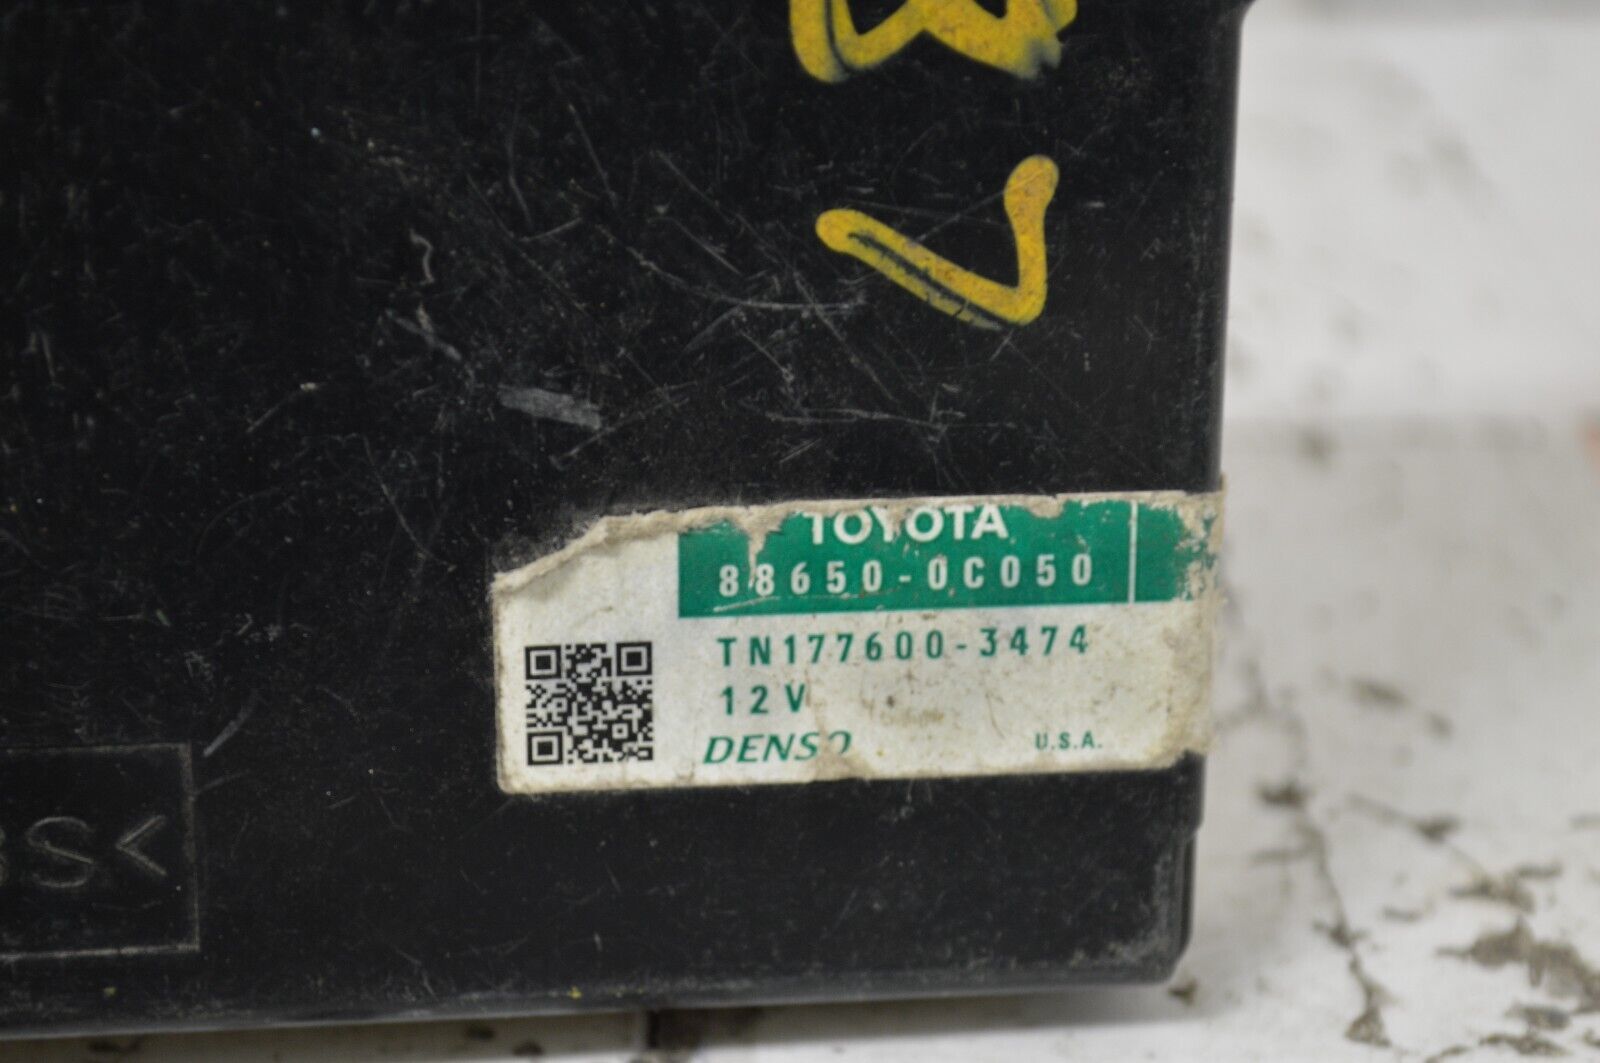 TOYOTA
88650-0C050
TN177600-3474
12V
DENSO
U.S.A.
S<